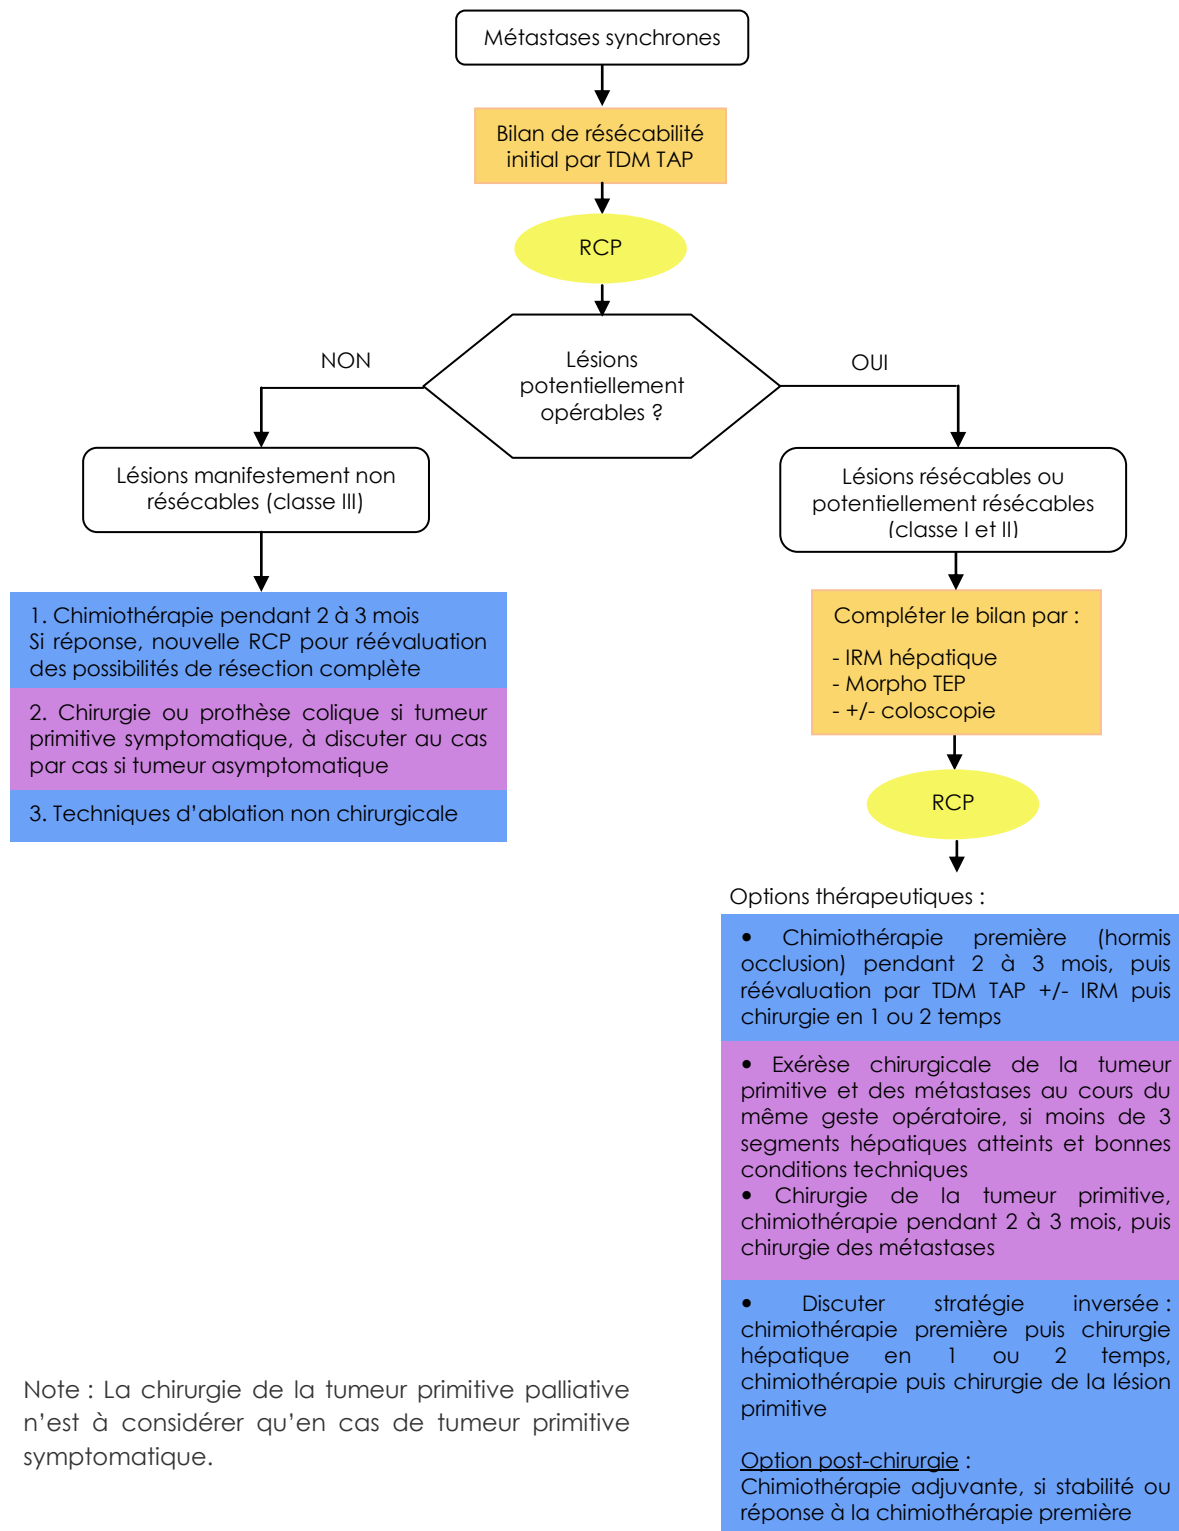 Métastases synchrones
Bilan de résécabilité
initial par TDM TAP
RCP
Lésions
potentiellement
opérables ?
NON
OUI
Lésions manifestement non
résécables (classe III)
1. Chimiothérapie pendant 2 à 3 mois
Si réponse, nouvelle RCP pour réévaluation
des possibilités de résection complète
2. Chirurgie ou prothèse colique si tumeur
primitive symptomatique, à discuter au cas
par cas si tumeur asymptomatique
3. Techniques d'ablation non chirurgicale
Lésions résécables ou
potentiellement résécables
(classe I et II)
Compléter le bilan par :
- IRM hépatique
- Morpho TEP
- +/- coloscopie
RCP
Options thérapeutiques :
• Chimiothérapie première (hormis
occlusion) pendant 2 à 3 mois, puis
réévaluation par TDM TAP +/- IRM puis
chirurgie en 1 ou 2 temps
• Exérèse chirurgicale de la tumeur
primitive et des métastases au cours du
même geste opératoire, si moins de 3
segments hépatiques atteints et bonnes
conditions techniques
• Chirurgie de la tumeur primitive,
chimiothérapie pendant 2 à 3 mois, puis
chirurgie des métastases
• Discuter stratégie inversée :
chimiothérapie première puis chirurgie
hépatique en 1 ou 2 temps,
chimiothérapie puis chirurgie de la lésion
primitive
Option post-chirurgie :
Chimiothérapie adjuvante, si stabilité ou
réponse à la chimiothérapie première
Note : La chirurgie de la tumeur primitive palliative
n'est à considérer qu'en cas de tumeur primitive
symptomatique.